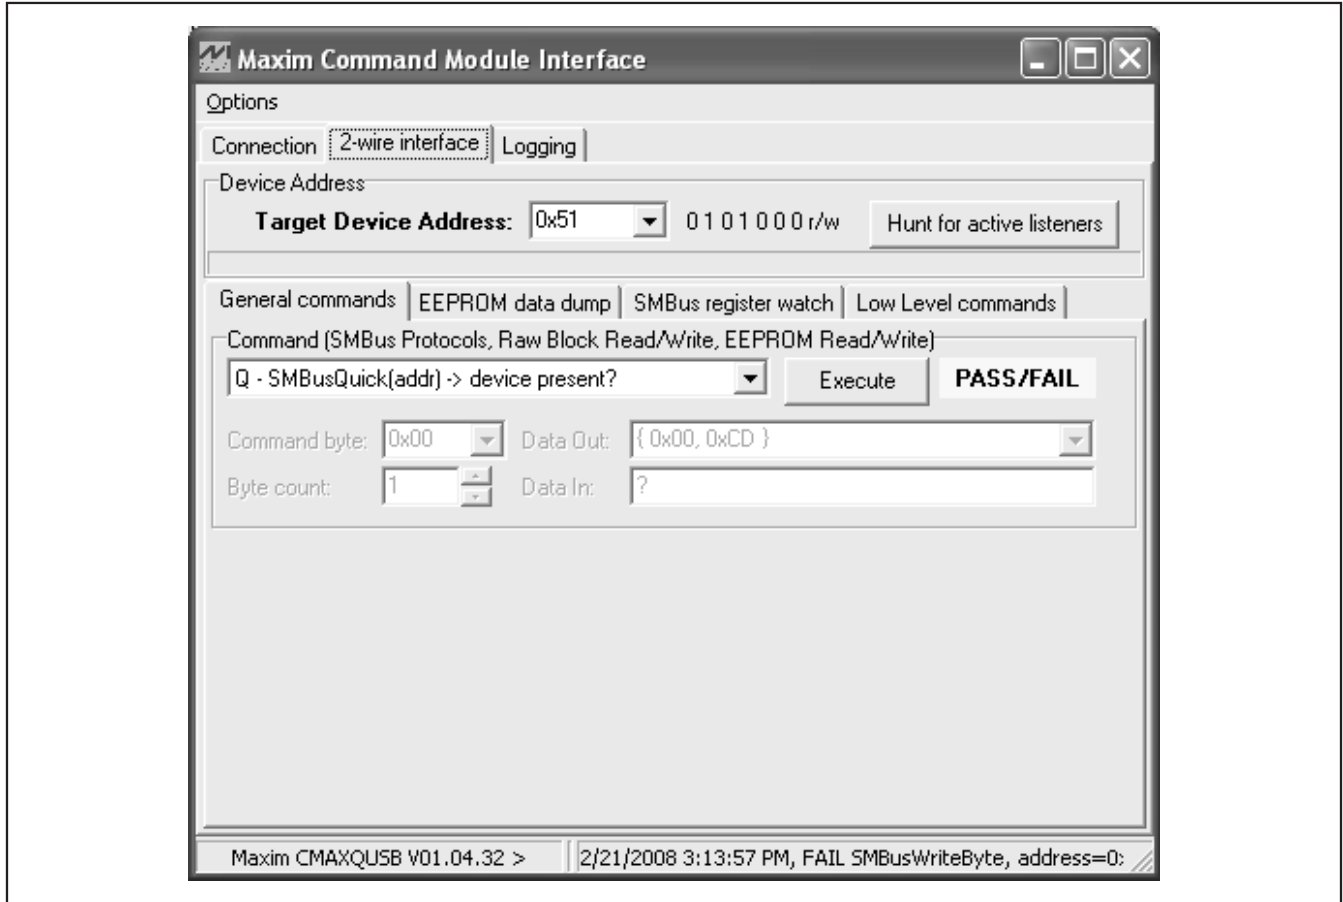 Maxim Command Module Interface
Options
Connection 2-wire interface Logging
Device Address
Target Device Address: 0x51 0 1 0 1 0 0 0 r/w Hunt for active listeners
General commands EEPROM data dump SMBus register watch Low Level commands
Command (SMBus Protocols, Raw Block Read/Write, EEPROM Read/Write)
Q - SMBusQuick(addr) -> device present? Execute PASS/FAIL
Command byte: 0x00 Data Out: { 0x00, 0xCD }
Byte count: 1 Data In: ?
Maxim CMAXQUSB V01.04.32 > 2/21/2008 3:13:57 PM, FAIL SMBusWriteByte, address=0: